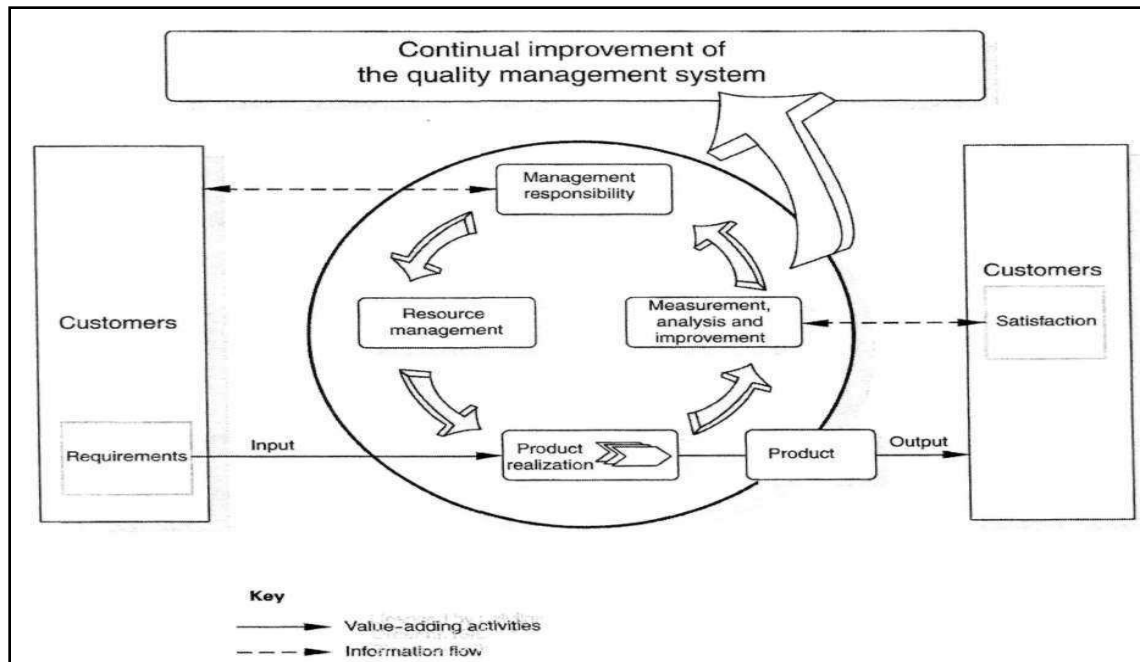 Continual improvement of
the quality management system
Management
responsibility
Customers
Resource
management
Measurement,
analysis and
improvement
Customers
Satisfaction
Requirements
Input
Product
realization
Product
Output
Key
Value-adding activities
Information flow